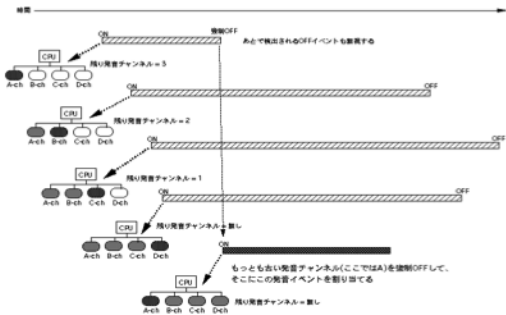 時間
強制OFF
ON
あとで検出されるOFFイベントも無視する
CPU
残り発音チャンネル = 3
A-ch B-ch C-ch D-ch
ON OFF
CPU
残り発音チャンネル = 2
A-ch B-ch C-ch D-ch
ON OFF
CPU
残り発音チャンネル = 1
A-ch B-ch C-ch D-ch
ON OFF
CPU
残り発音チャンネル = 無し
A-ch B-ch C-ch D-ch
ON
もっとも古い発音チャンネル(ここではA)を強制OFFして、
そこにこの発音イベントを割り当てる
CPU
残り発音チャンネル = 無し
A-ch B-ch C-ch D-ch